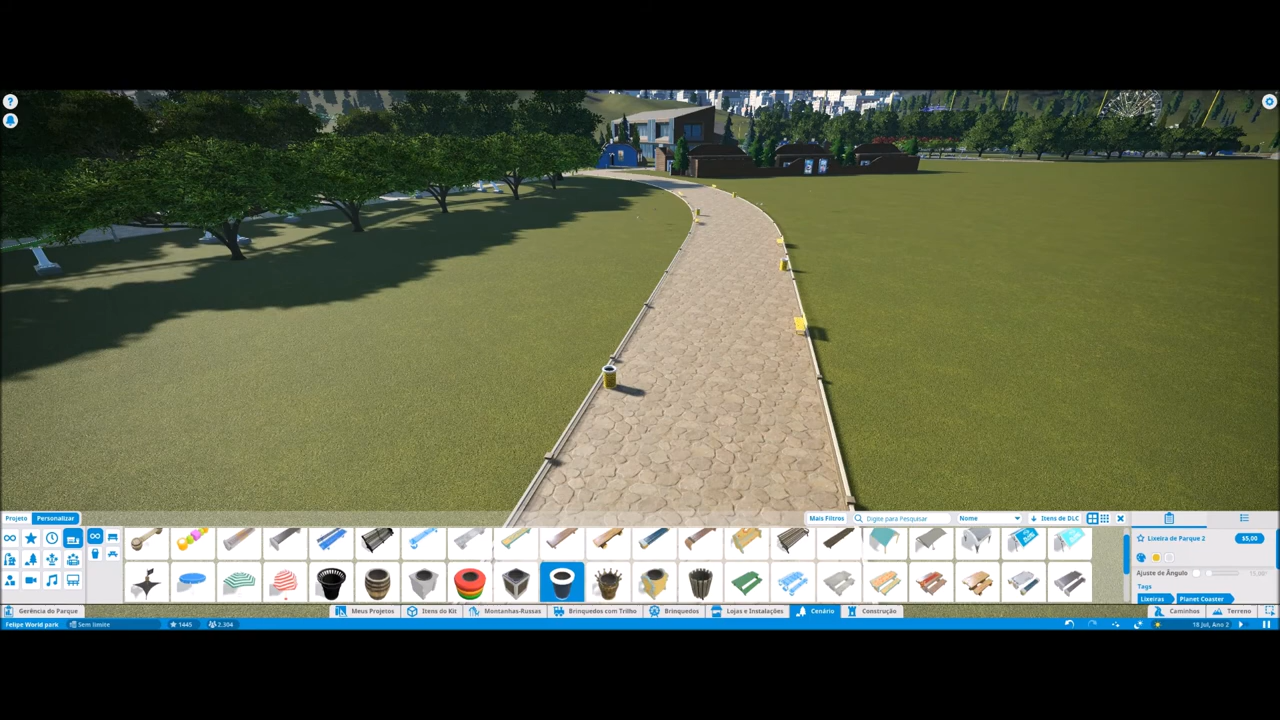 Projeto Personalizar
Mais Filtros Digite para Pesquisar Nome Itens de DLC
Lixeira de Parque 2 $5,00
Ajuste de Ângulo 15,00°
Tags
Lixeiras Planet Coaster
Gerência do Parque Meus Projetos Itens do Kit Montanhas-Russas Brinquedos com Trilho Brinquedos Lojas e Instalações Cenário Construção Caminhos Terreno
Felipe World park Sem limite 1445 2.304 18 Jul, Ano 2